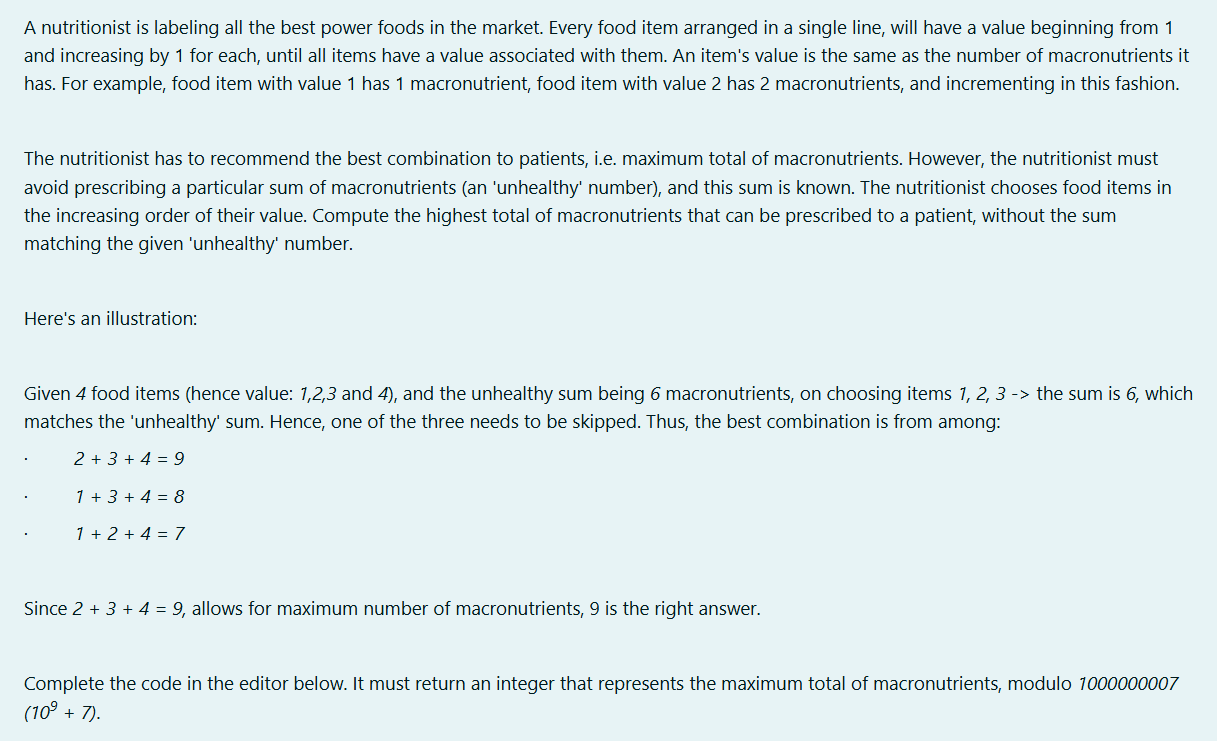 A nutritionist is labeling all the best power foods in the market. Every food item arranged in a single line, will have a value beginning from 1
and increasing by 1 for each, until all items have a value associated with them. An item's value is the same as the number of macronutrients it
has. For example, food item with value 1 has 1 macronutrient, food item with value 2 has 2 macronutrients, and incrementing in this fashion.
The nutritionist has to recommend the best combination to patients, i.e. maximum total of macronutrients. However, the nutritionist must
avoid prescribing a particular sum of macronutrients (an 'unhealthy' number), and this sum is known. The nutritionist chooses food items in
the increasing order of their value. Compute the highest total of macronutrients that can be prescribed to a patient, without the sum
matching the given 'unhealthy' number.
Here's an illustration:
Given 4 food items (hence value: 1,2,3 and 4), and the unhealthy sum being 6 macronutrients, on choosing items 1, 2, 3 -> the sum is 6, which
matches the 'unhealthy' sum. Hence, one of the three needs to be skipped. Thus, the best combination is from among:
· 2 + 3 + 4 = 9
· 1 + 3 + 4 = 8
· 1 + 2 + 4 = 7
Since 2 + 3 + 4 = 9, allows for maximum number of macronutrients, 9 is the right answer.
Complete the code in the editor below. It must return an integer that represents the maximum total of macronutrients, modulo 1000000007
(10⁹ + 7).